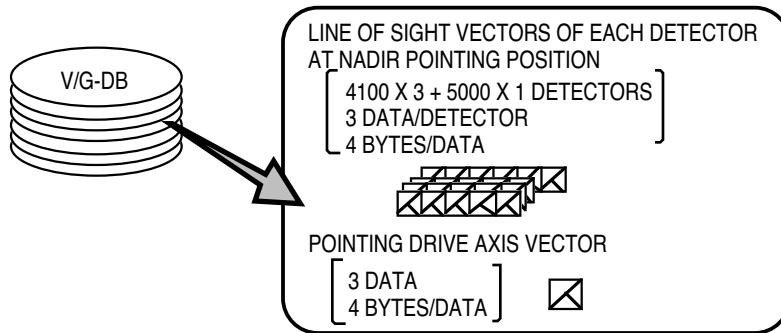 V/G-DB
LINE OF SIGHT VECTORS OF EACH DETECTOR
AT NADIR POINTING POSITION
4100 X 3 + 5000 X 1 DETECTORS
3 DATA/DETECTOR
4 BYTES/DATA
POINTING DRIVE AXIS VECTOR
3 DATA
4 BYTES/DATA